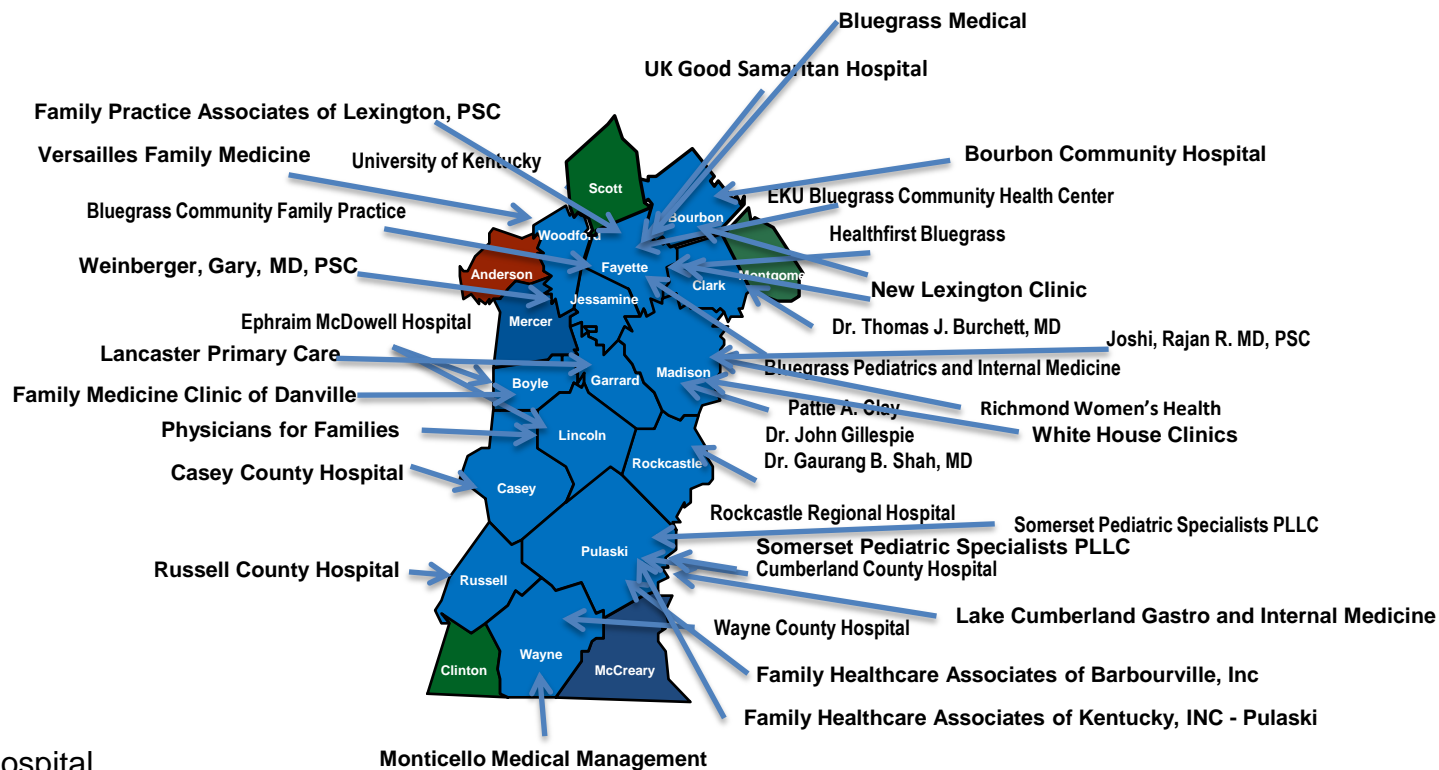 Bluegrass Medical
UK Good Samaritan Hospital
Family Practice Associates of Lexington, PSC
Versailles Family Medicine
University of Kentucky
Bourbon Community Hospital
Scott
EKU Bluegrass Community Health Center
Bluegrass Community Family Practice
Bourbon
Woodford
Healthfirst Bluegrass
Weinberger, Gary, MD, PSC
Anderson
Fayette
Montgome
Clark
New Lexington Clinic
Jessamine
Ephraim McDowell Hospital
Mercer
Dr. Thomas J. Burchett, MD
Joshi, Rajan R. MD, PSC
Lancaster Primary Care
Bluegrass Pediatrics and Internal Medicine
Madison
Boyle
Garrard
Family Medicine Clinic of Danville
Pattie A. Clay
Richmond Women's Health
Physicians for Families
Lincoln
Dr. John Gillespie
White House Clinics
Casey County Hospital
Rockcastle
Dr. Gaurang B. Shah, MD
Casey
Rockcastle Regional Hospital
Somerset Pediatric Specialists PLLC
Pulaski
Somerset Pediatric Specialists PLLC
Russell County Hospital
Cumberland County Hospital
Russell
Lake Cumberland Gastro and Internal Medicine
Wayne County Hospital
Wayne
Clinton
McCreary
Family Healthcare Associates of Barbourville, Inc
Family Healthcare Associates of Kentucky, INC - Pulaski
Monticello Medical Management
ospital